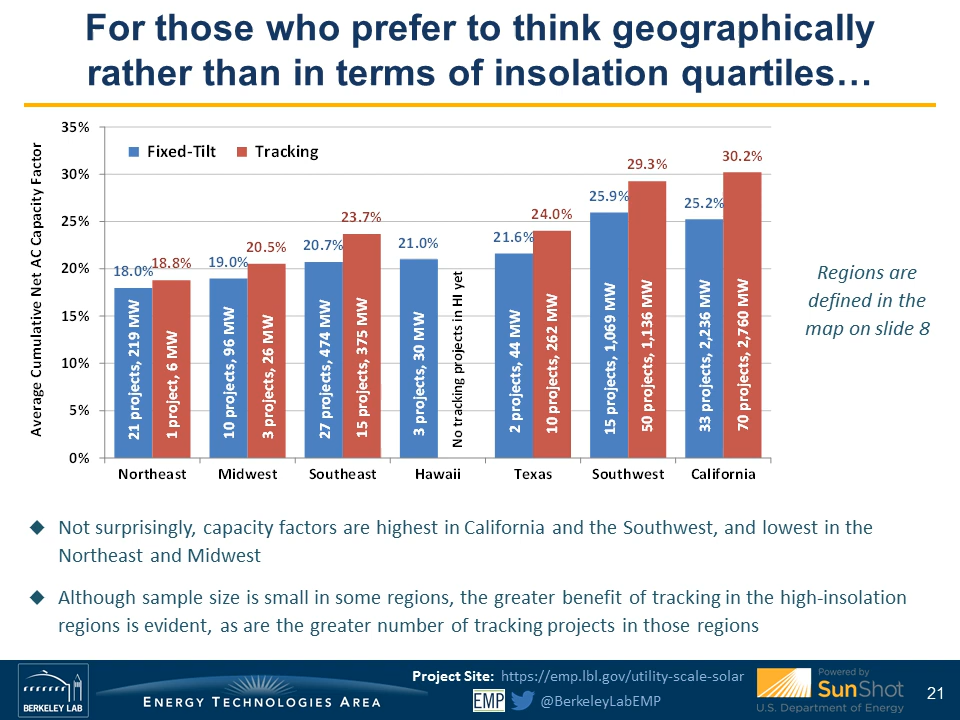 For those who prefer to think geographically
rather than in terms of insolation quartiles…
35%
30%
25%
20%
15%
10%
5%
0%
Average Cumulative Net AC Capacity Factor
Fixed-Tilt
Tracking
18.0%
18.8%
19.0%
20.5%
20.7%
23.7%
21.0%
21.6%
24.0%
25.9%
29.3%
25.2%
30.2%
21 projects, 219 MW
1 project, 6 MW
10 projects, 96 MW
3 projects, 26 MW
27 projects, 474 MW
15 projects, 375 MW
3 projects, 30 MW
No tracking projects in HI yet
2 projects, 44 MW
10 projects, 262 MW
15 projects, 1,069 MW
50 projects, 1,136 MW
33 projects, 2,236 MW
70 projects, 2,760 MW
Northeast
Midwest
Southeast
Hawaii
Texas
Southwest
California
Regions are
defined in the
map on slide 8
◆ Not surprisingly, capacity factors are highest in California and the Southwest, and lowest in the
Northeast and Midwest
◆ Although sample size is small in some regions, the greater benefit of tracking in the high-insolation
regions is evident, as are the greater number of tracking projects in those regions
BERKELEY LAB
ENERGY TECHNOLOGIES AREA
Project Site: https://emp.lbl.gov/utility-scale-solar
EMP
@BerkeleyLabEMP
Powered by
SunShot
U.S. Department of Energy
21